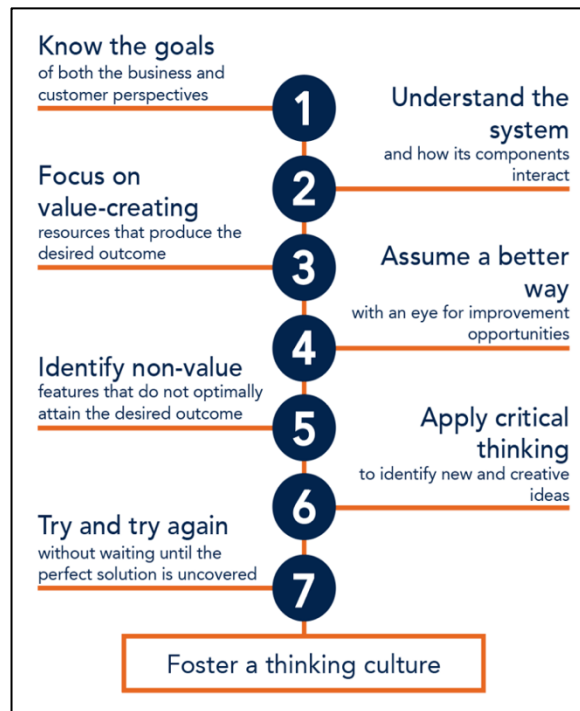 Know the goals
of both the business and
customer perspectives
1
Understand the
system
and how its components
interact
2
Focus on
value-creating
resources that produce the
desired outcome
3
Assume a better
way
with an eye for improvement
opportunities
4
Identify non-value
features that do not optimally
attain the desired outcome
5
Apply critical
thinking
to identify new and creative
ideas
6
Try and try again
without waiting until the
perfect solution is uncovered
7
Foster a thinking culture